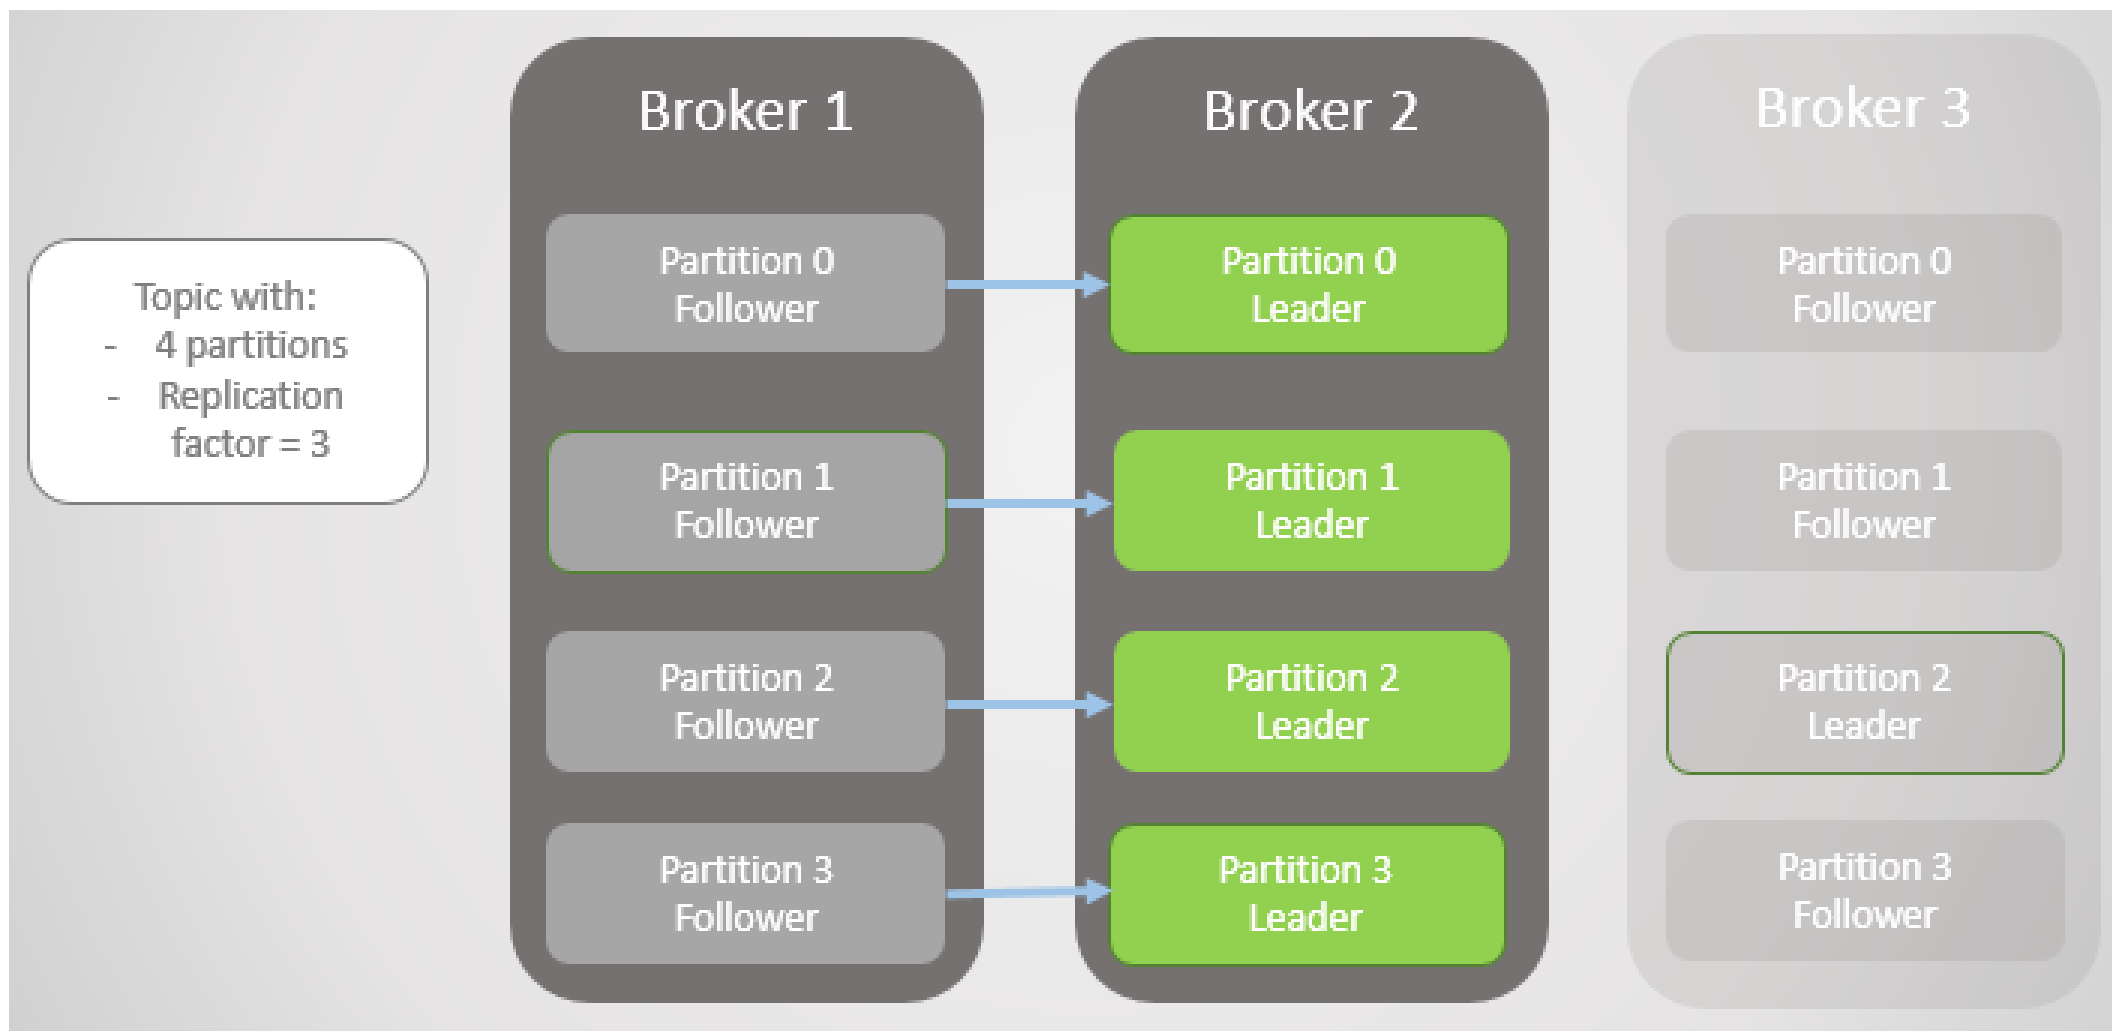 Topic with:
- 4 partitions
- Replication
factor = 3
Broker 1
Partition 0
Follower
Partition 1
Follower
Partition 2
Follower
Partition 3
Follower
Broker 2
Partition 0
Leader
Partition 1
Leader
Partition 2
Leader
Partition 3
Leader
Broker 3
Partition 0
Follower
Partition 1
Follower
Partition 2
Leader
Partition 3
Follower